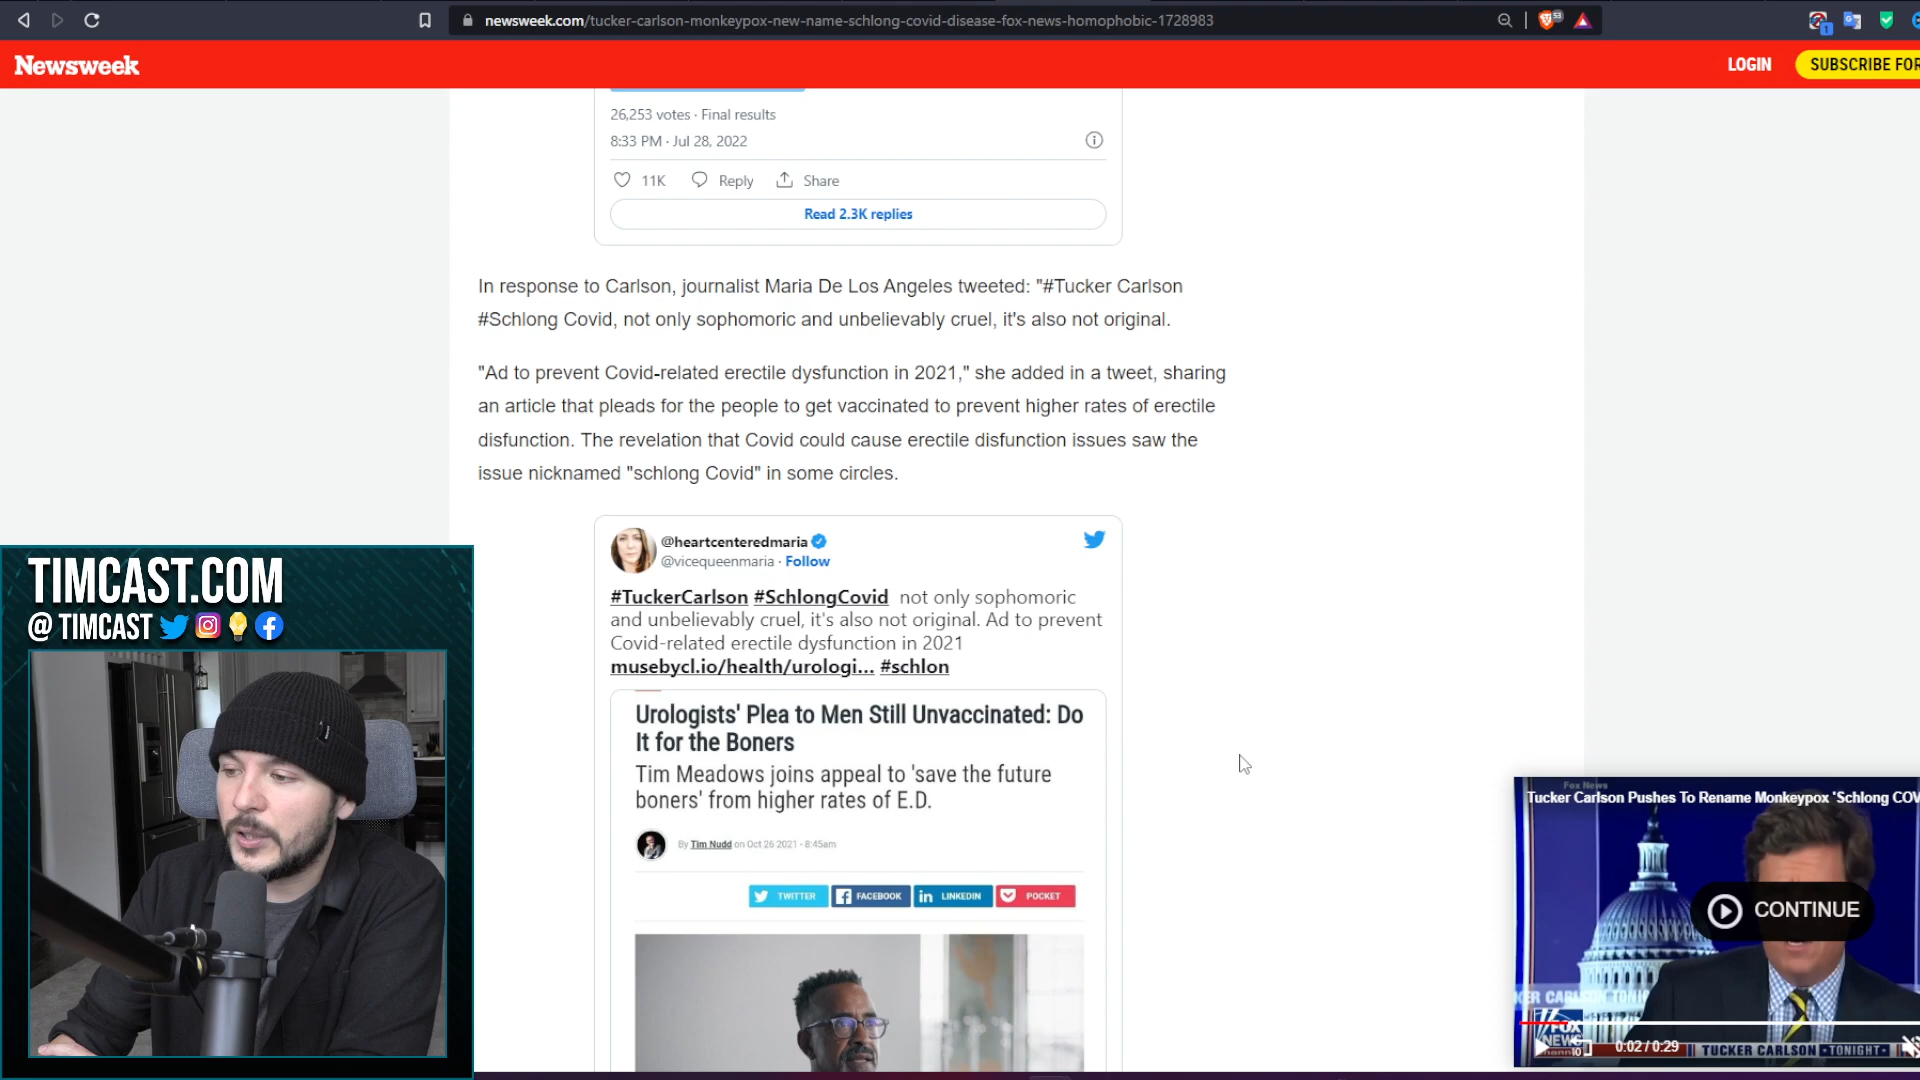 newsweek.com/tucker-carlson-monkeypox-new-name-schlong-covid-disease-fox-news-homophobic-1728983
Newsweek
LOGIN
SUBSCRIBE FOR
26,253 votes · Final results
8:33 PM · Jul 28, 2022
11K
Reply
Share
Read 2.3K replies
In response to Carlson, journalist Maria De Los Angeles tweeted: "#Tucker Carlson
#Schlong Covid, not only sophomoric and unbelievably cruel, it's also not original.
"Ad to prevent Covid-related erectile dysfunction in 2021," she added in a tweet, sharing
an article that pleads for the people to get vaccinated to prevent higher rates of erectile
disfunction. The revelation that Covid could cause erectile disfunction issues saw the
issue nicknamed "schlong Covid" in some circles.
@heartcenteredmaria
@vicequeenmaria · Follow
#TuckerCarlson #SchlongCovid not only sophomoric
and unbelievably cruel, it's also not original. Ad to prevent
Covid-related erectile dysfunction in 2021
musebycl.io/health/urologi... #schlon
Urologists' Plea to Men Still Unvaccinated: Do
It for the Boners
Tim Meadows joins appeal to 'save the future
boners' from higher rates of E.D.
By Tim Nudd on Oct 26 2021 - 8:45am
TWITTER
FACEBOOK
LINKEDIN
POCKET
TIMCAST.COM
@ TIMCAST
Fox News
Tucker Carlson Pushes To Rename Monkeypox 'Schlong COV
CONTINUE
FOX
NEWS
channel
10
0:02 / 0:29
TUCKER CARLSON TONIGHT